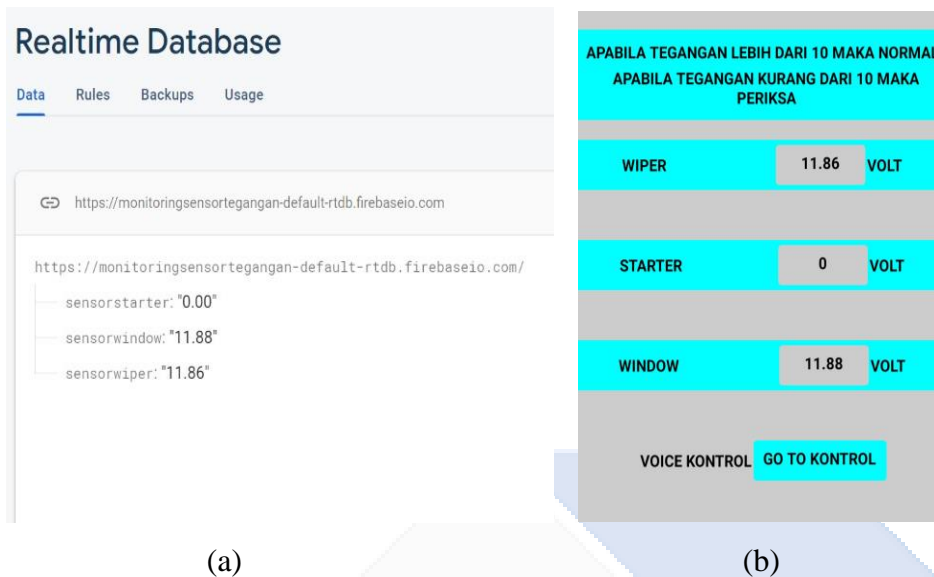 Realtime Database
Data Rules Backups Usage
https://monitoringsensortegangan-default-rtdb.firebaseio.com
https://monitoringsensortegangan-default-rtdb.firebaseio.com/
sensorstarter: "0.00"
sensorwindow: "11.88"
sensorwiper: "11.86"
(a)
APABILA TEGANGAN LEBIH DARI 10 MAKA NORMAL
APABILA TEGANGAN KURANG DARI 10 MAKA
PERIKSA
WIPER 11.86 VOLT
STARTER 0 VOLT
WINDOW 11.88 VOLT
VOICE KONTROL GO TO KONTROL
(b)